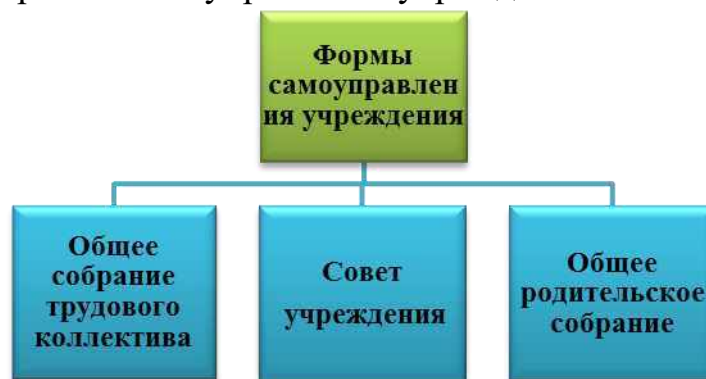 Формы
самоуправлен
ия учреждения
Общее
собрание
трудового
коллектива
Совет
учреждения
Общее
родительское
собрание